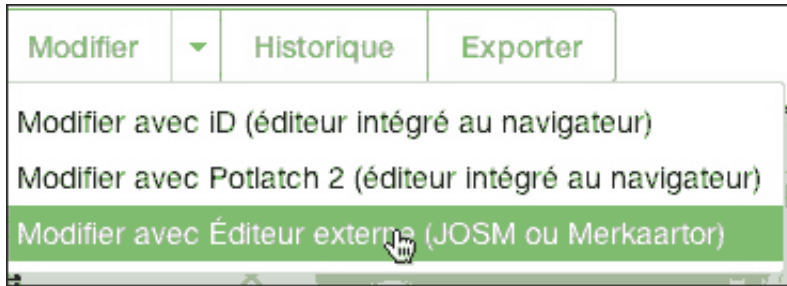 Modifier Historique Exporter
Modifier avec iD (éditeur intégré au navigateur)
Modifier avec Potlatch 2 (éditeur intégré au navigateur)
Modifier avec Éditeur externe (JOSM ou Merkaartor)